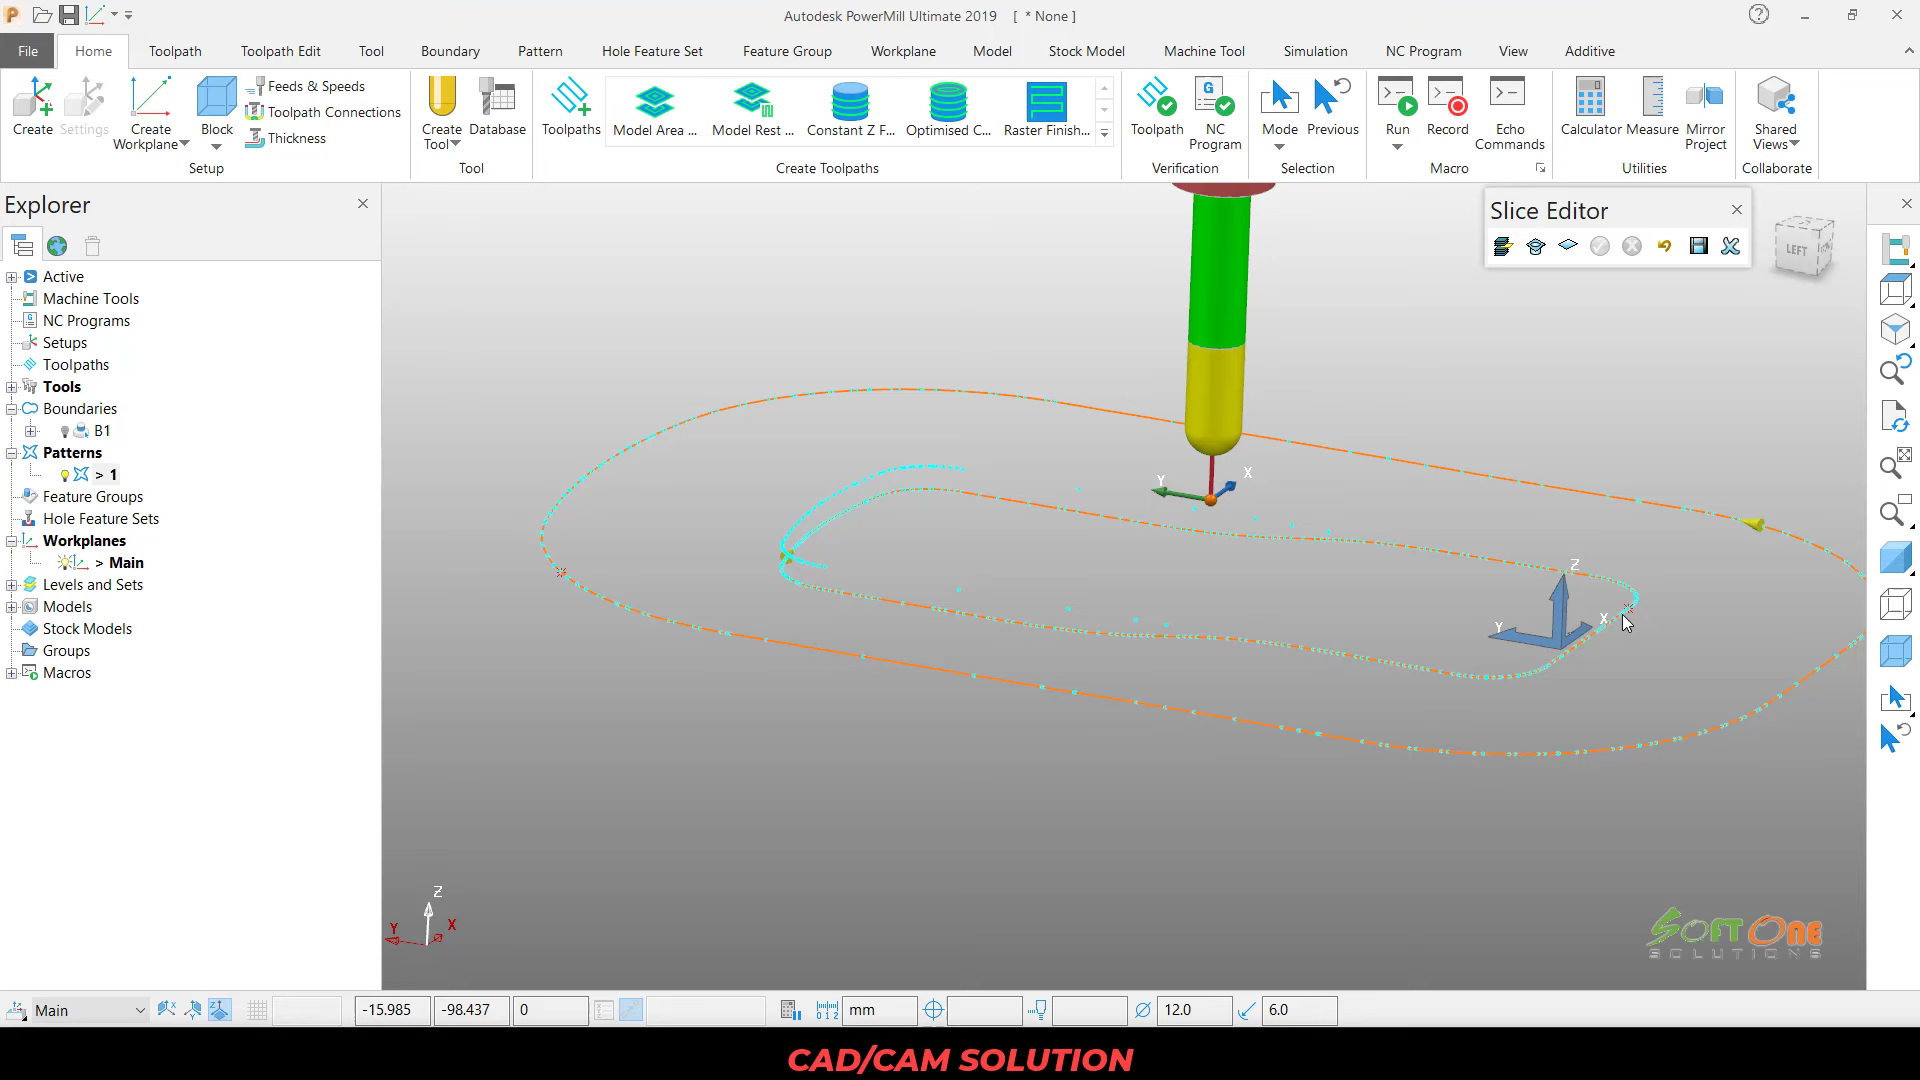 Autodesk PowerMill Ultimate 2019 [ * None ]
File Home Toolpath Toolpath Edit Tool Boundary Pattern Hole Feature Set Feature Group Workplane Model Stock Model Machine Tool Simulation NC Program View Additive
Create Settings Create Workplane Block Feeds & Speeds
Toolpath Connections
Thickness
Create Tool Database Toolpaths Model Area ... Model Rest ... Constant Z F... Optimised C... Raster Finish... Toolpath NC Program Mode Previous Run Record Echo Commands Calculator Measure Mirror Project Shared Views
Setup Tool Create Toolpaths Verification Selection Macro Utilities Collaborate
Explorer
Active
Machine Tools
NC Programs
Setups
Toolpaths
Tools
Boundaries
B1
Patterns
> 1
Feature Groups
Hole Feature Sets
Workplanes
> Main
Levels and Sets
Models
Stock Models
Groups
Macros
Slice Editor
LEFT
Y X
Z
Y X
Z
Y X
SOFT ONE
SOLUTIONS
Main -15.985 -98.437 0 mm 12.0 6.0
CAD/CAM SOLUTION